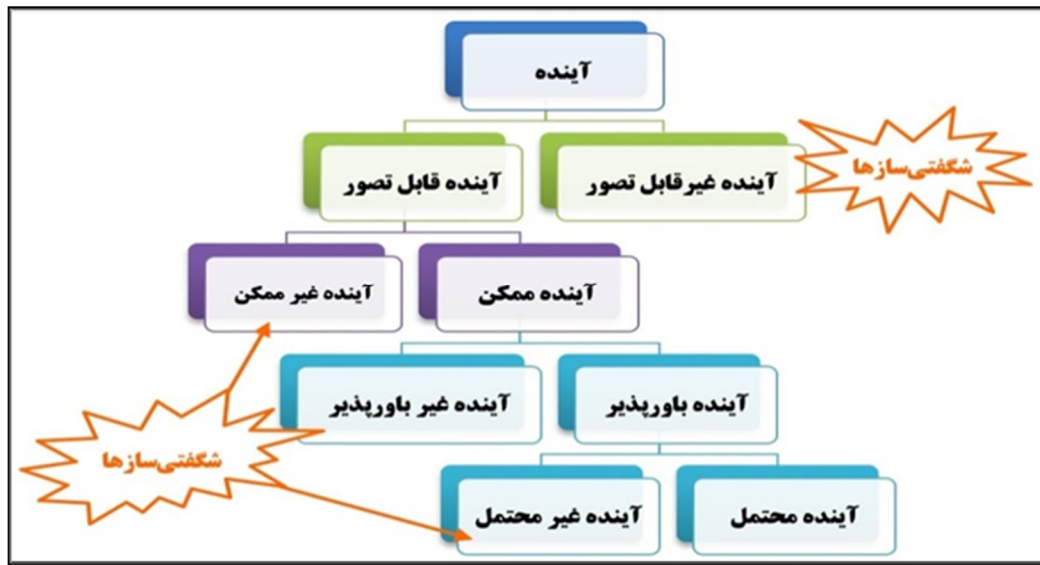 آینده
آینده غیرقابل تصور
آینده قابل تصور
شگفتی‌سازها
آینده ممکن
آینده غیر ممکن
آینده باورپذیر
آینده غیر باورپذیر
شگفتی‌سازها
آینده محتمل
آینده غیر محتمل